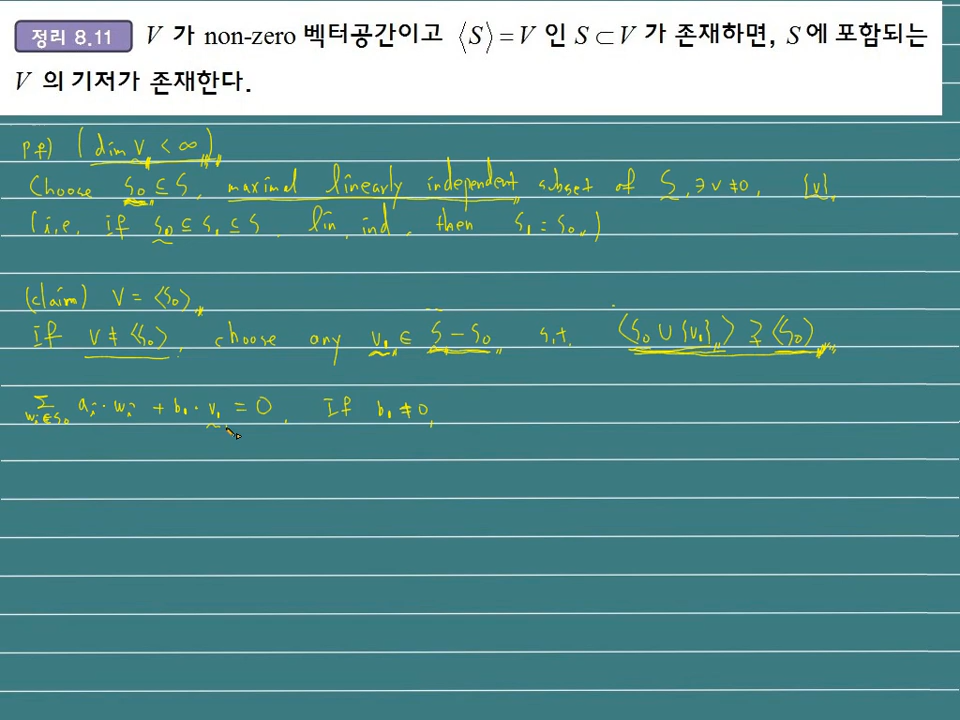 정리 8.11 V 가 non-zero 벡터공간이고 ⟨S⟩ = V 인 S ⊂ V 가 존재하면, S 에 포함되는
V 의 기저가 존재한다.
pf) (dim V < ∞)
Choose S₀ ⊆ S, maximal linearly independent subset of S, ∃ v ≠ 0, {v}
(i.e. if S₀ ⊆ S₁ ⊆ S, lin. ind, then S₁ = S₀.)
(claim) V = ⟨S₀⟩
If V ≠ ⟨S₀⟩, choose any v₁ ∈ S − S₀ s.t. ⟨S₀ ∪ {v₁}⟩ ⊋ ⟨S₀⟩
∑_{wᵢ∈S₀} aᵢ · wᵢ + b₁ · v₁ = 0, If b₁ ≠ 0,